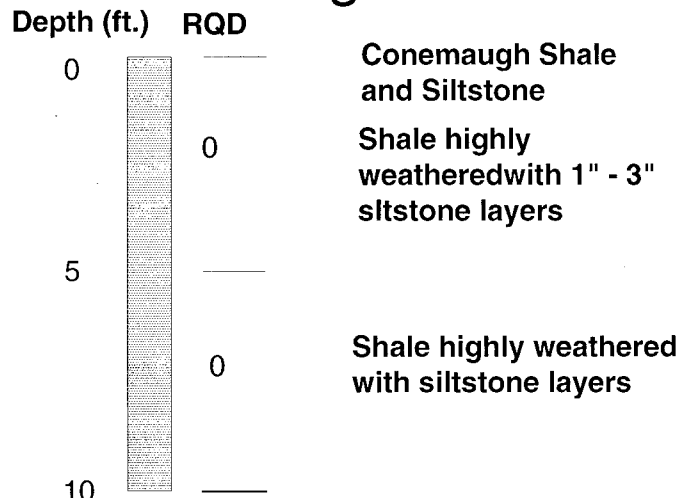 Depth (ft.) RQD
0
Conemaugh Shale
and Siltstone
0
Shale highly
weatheredwith 1" - 3"
sltstone layers
5
0
Shale highly weathered
with siltstone layers
10